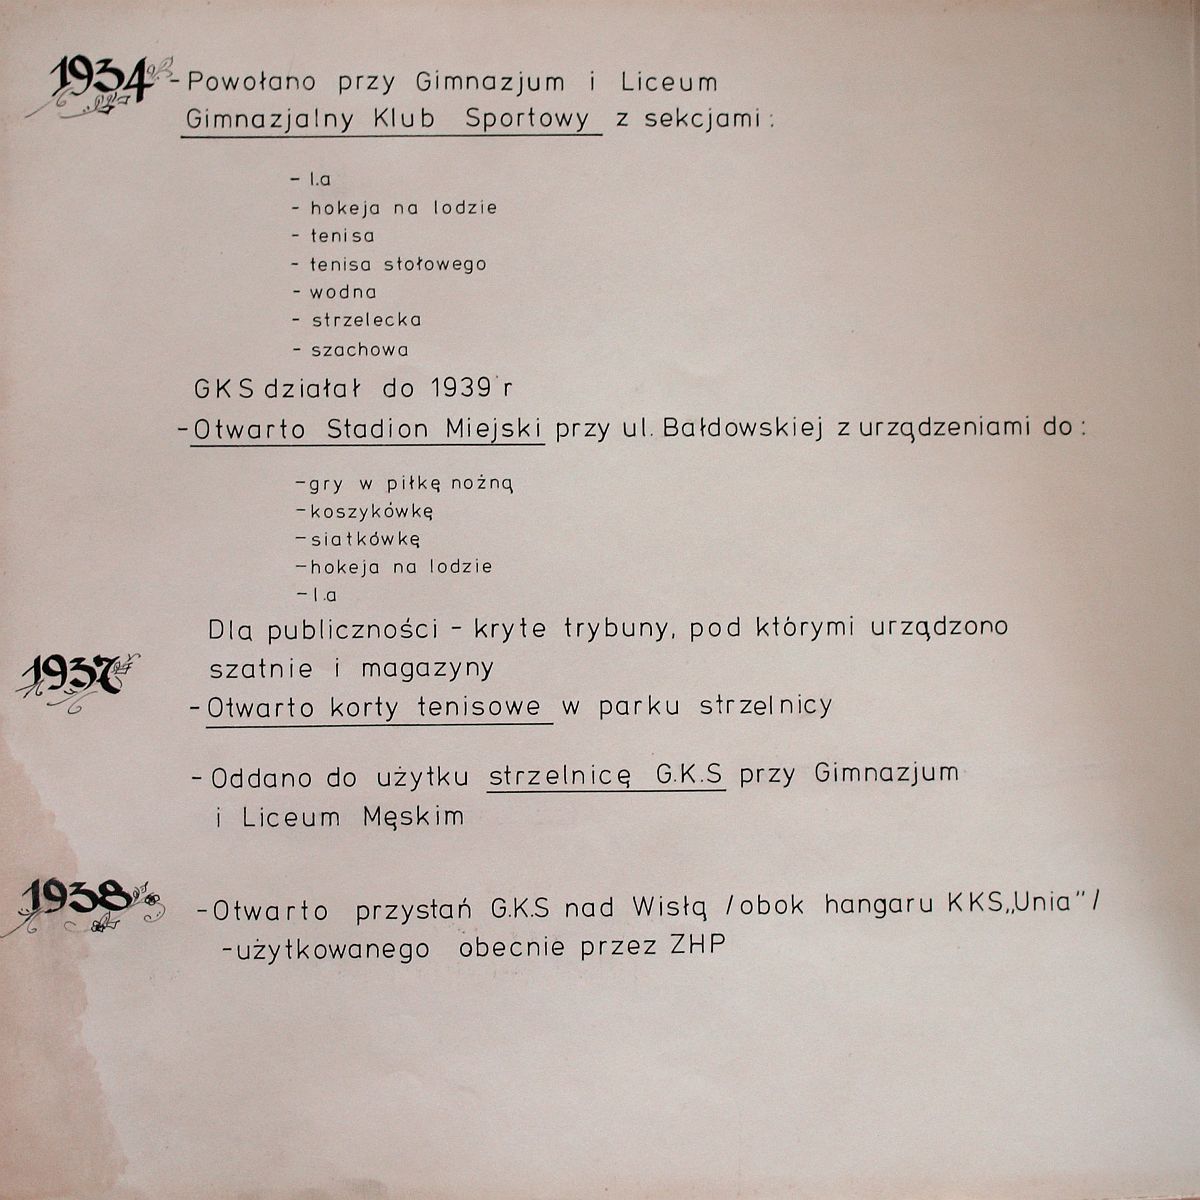 1934 - Powołano przy Gimnazjum i Liceum
Gimnazjalny Klub Sportowy z sekcjami:
- l.a
- hokeja na lodzie
- tenisa
- tenisa stołowego
- wodna
- strzelecka
- szachowa
GKS działał do 1939 r
- Otwarto Stadion Miejski przy ul. Bałdowskiej z urządzeniami do:
- gry w piłkę nożną
- koszykówkę
- siatkówkę
- hokeja na lodzie
- l.a
Dla publiczności - kryte trybuny, pod którymi urządzono
szatnie i magazyny
1937
- Otwarto korty tenisowe w parku strzelnicy
- Oddano do użytku strzelnicę G.K.S przy Gimnazjum
i Liceum Męskim
1938 - Otwarto przystań G.K.S nad Wisłą /obok hangaru KKS„Unia”/
- użytkowanego obecnie przez ZHP